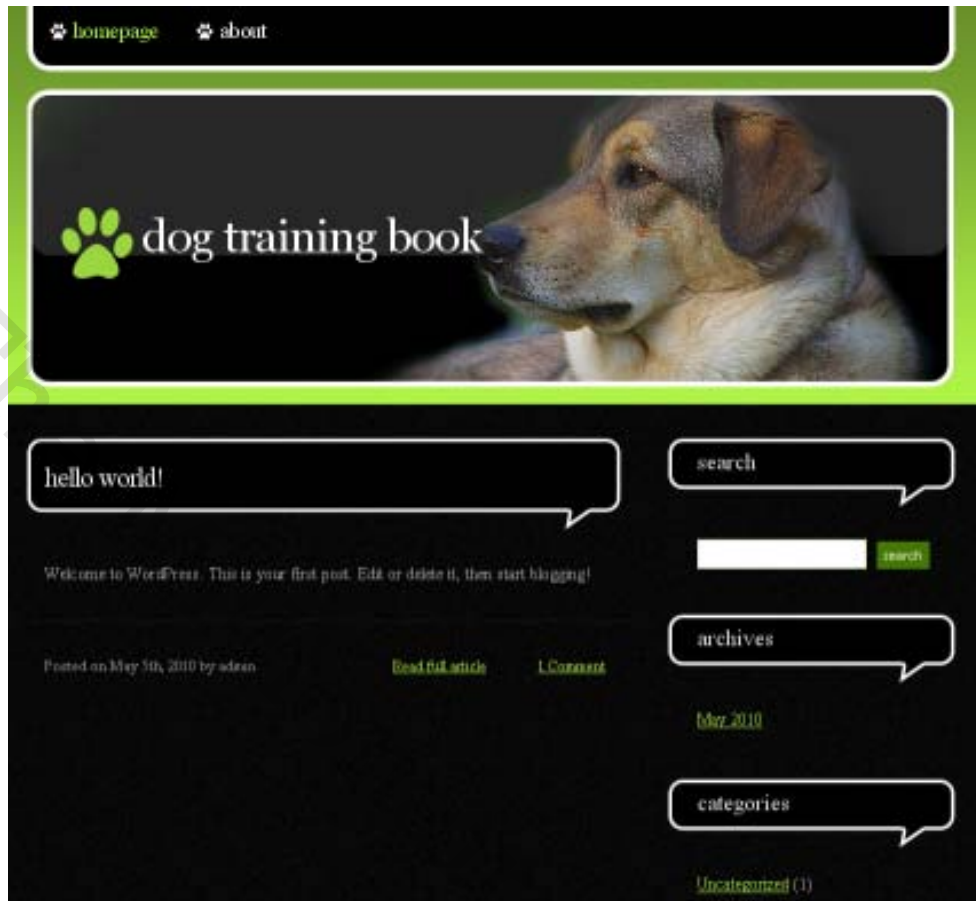 homepage about
dog training book
hello world!
Welcome to WordPress. This is your first post. Edit or delete it, then start blogging!
Posted on May 5th, 2010 by admin Read full article 1 Comment
search
search
archives
May 2010
categories
Uncategorized (1)